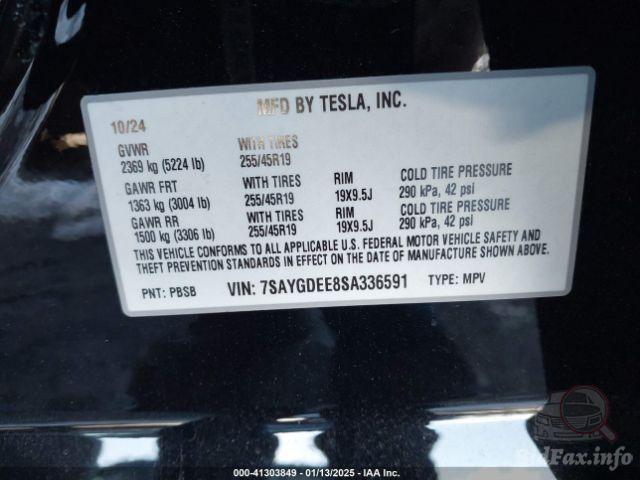 MFD BY TESLA, INC.
10/24
GVWR WITH TIRES
2369 kg (5224 lb) 255/45R19
GAWR FRT WITH TIRES RIM COLD TIRE PRESSURE
1363 kg (3004 lb) 255/45R19 19X9.5J 290 kPa, 42 psi
GAWR RR WITH TIRES RIM COLD TIRE PRESSURE
1500 kg (3306 lb) 255/45R19 19X9.5J 290 kPa, 42 psi
THIS VEHICLE CONFORMS TO ALL APPLICABLE U.S. FEDERAL MOTOR VEHICLE SAFETY AND
THEFT PREVENTION STANDARDS IN EFFECT ON THE DATE OF MANUFACTURE SHOWN ABOVE.
PNT: PBSB VIN: 7SAYGDEE8SA336591 TYPE: MPV
BidFax.info
000-41303849 - 01/13/2025 - IAA Inc.